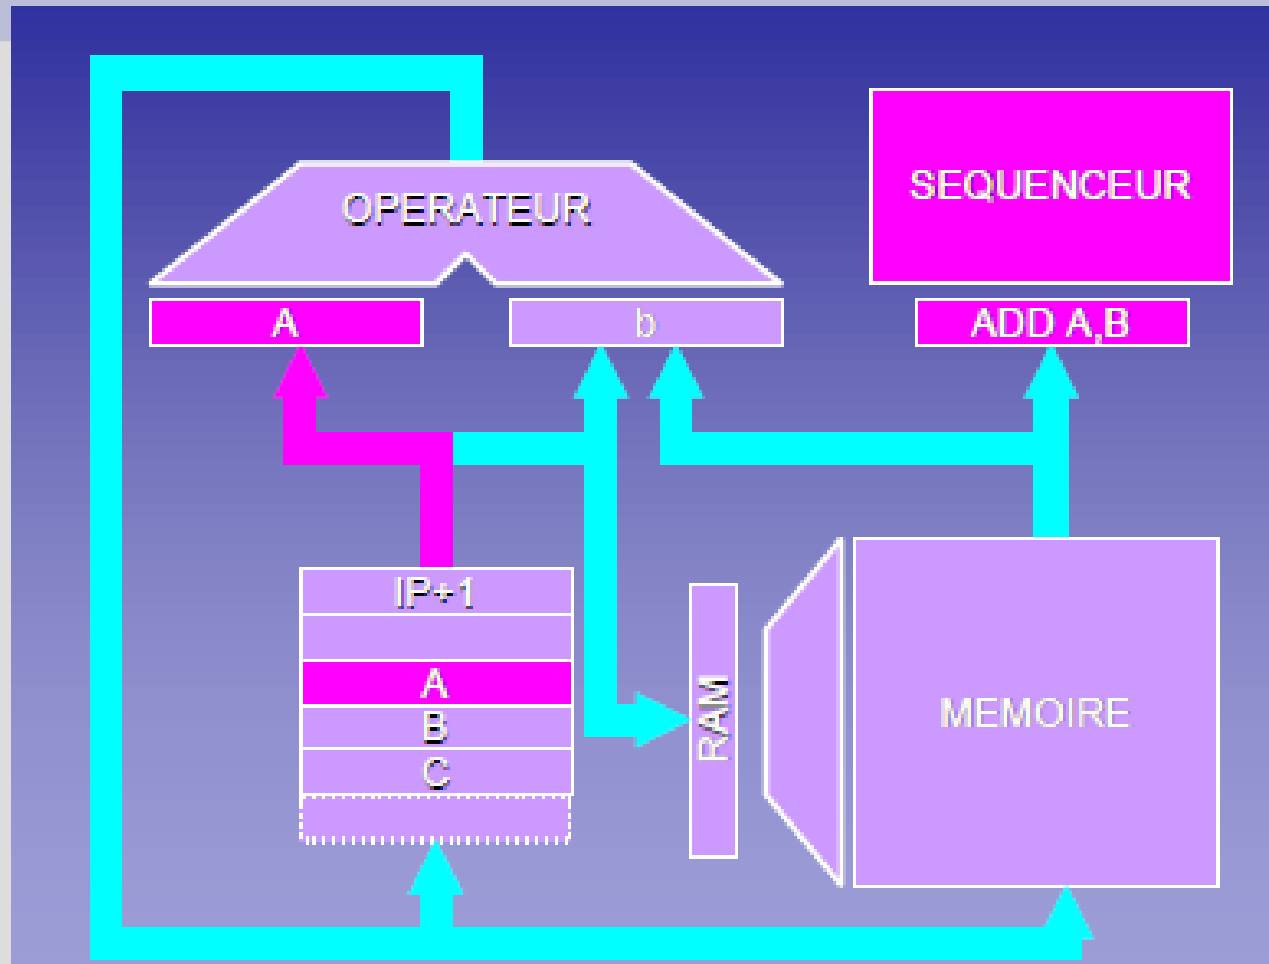 SEQUENCEUR
OPERATEUR
A
b
ADD A,B
IP+1
A
B
C
RAM
MEMOIRE